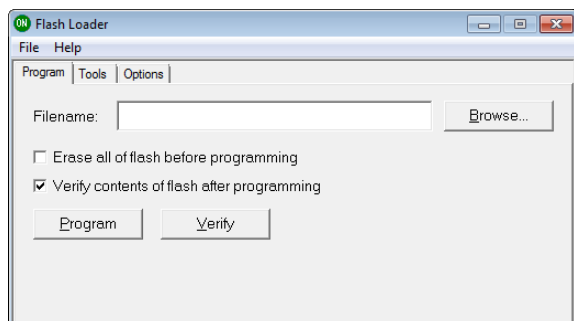 ON Flash Loader
File Help
Program Tools Options
Filename: Browse...
Erase all of flash before programming
Verify contents of flash after programming
Program Verify